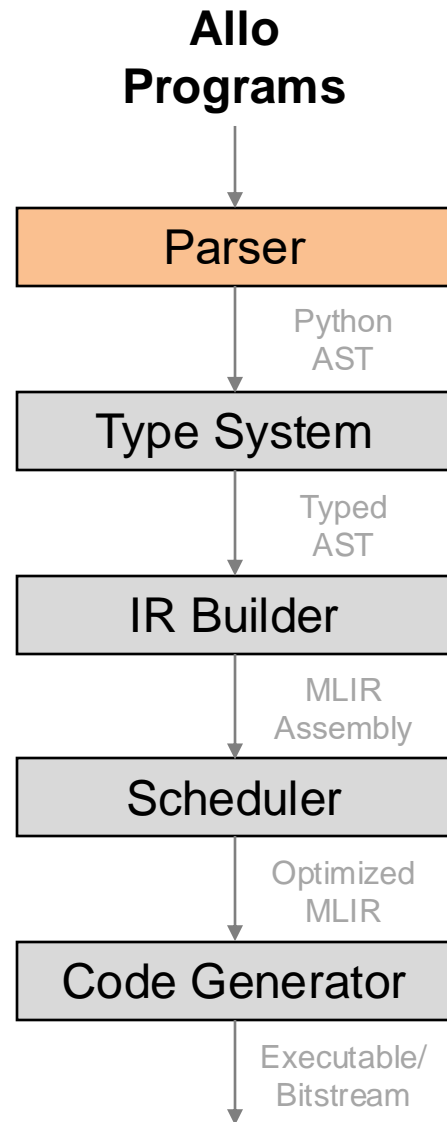 Allo
Programs
Parser
Python
AST
Type System
Typed
AST
IR Builder
MLIR
Assembly
Scheduler
Optimized
MLIR
Code Generator
Executable/
Bitstream